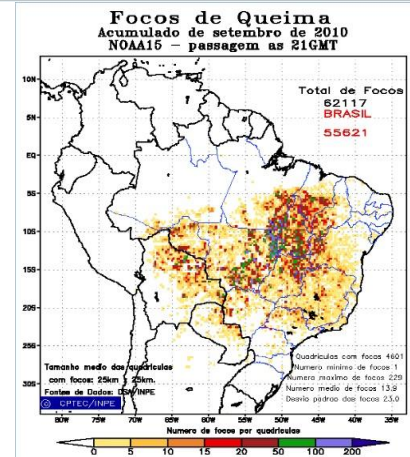 Focos de Queima
Acumulado de setembro de 2010
NOAA15 – passagem as 21GMT
Total de Focos
62117
BRASIL
55621
10N
5N
EQ
5S
10S
15S
20S
25S
30S
Quadriculas com focos 4601
Numero minimo de focos 1
Numero maximo de focos 229
Numero medio de focos 13.9
Desvio padrao dos focos 23.0
Tamanho medio das quadriculas
com focos: 25km 25km.
Fontes de Dados: DSA/INPE
© CPTEC/INPE
80W 75W 70W 65W 60W 55W 50W 45W 40W 35W
Numero de focos por quadriculas
0 5 10 15 20 50 100 200